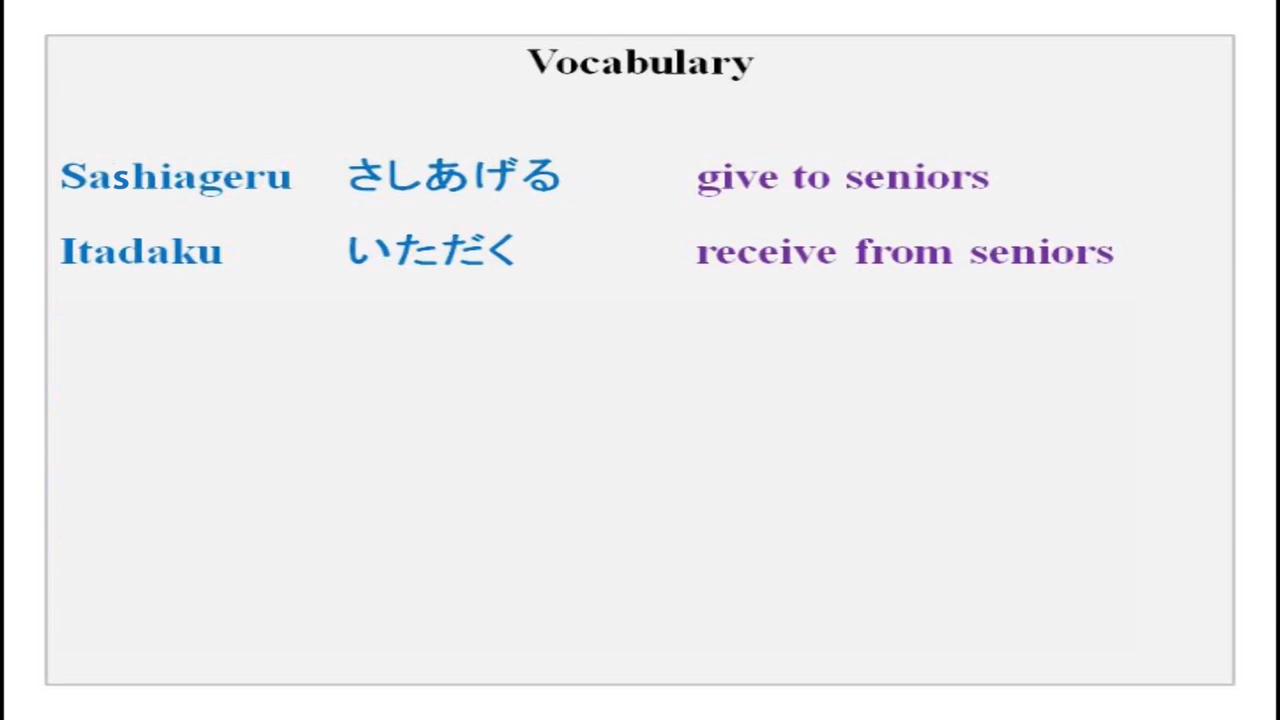 Vocabulary
Sashiageru さしあげる give to seniors
Itadaku いただく receive from seniors